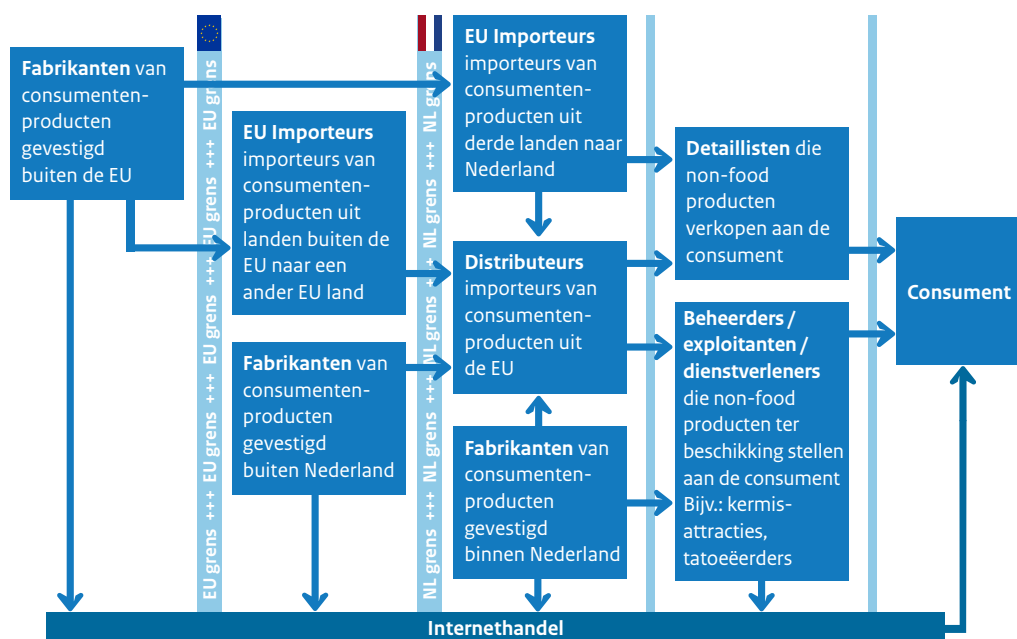 Fabrikanten van
consumenten-
producten
gevestigd
buiten de EU
EU grens +++ EU grens +++ EU grens +++ EU grens +++ EU grens
EU Importeurs
importeurs van
consumenten-
producten uit
landen buiten de
EU naar een
ander EU land
Fabrikanten van
consumenten-
producten
gevestigd
buiten Nederland
NL grens +++ NL grens +++ NL grens +++ NL grens +++ NL grens
EU Importeurs
importeurs van
consumenten-
producten uit
derde landen naar
Nederland
Distributeurs
importeurs van
consumenten-
producten uit
de EU
Fabrikanten van
consumenten-
producten
gevestigd
binnen Nederland
Detaillisten die
non-food
producten
verkopen aan de
consument
Beheerders /
exploitanten /
dienstverleners
die non-food
producten ter
beschikking stellen
aan de consument
Bijv.: kermis-
attracties,
tatoeëerders
Consument
Internethandel